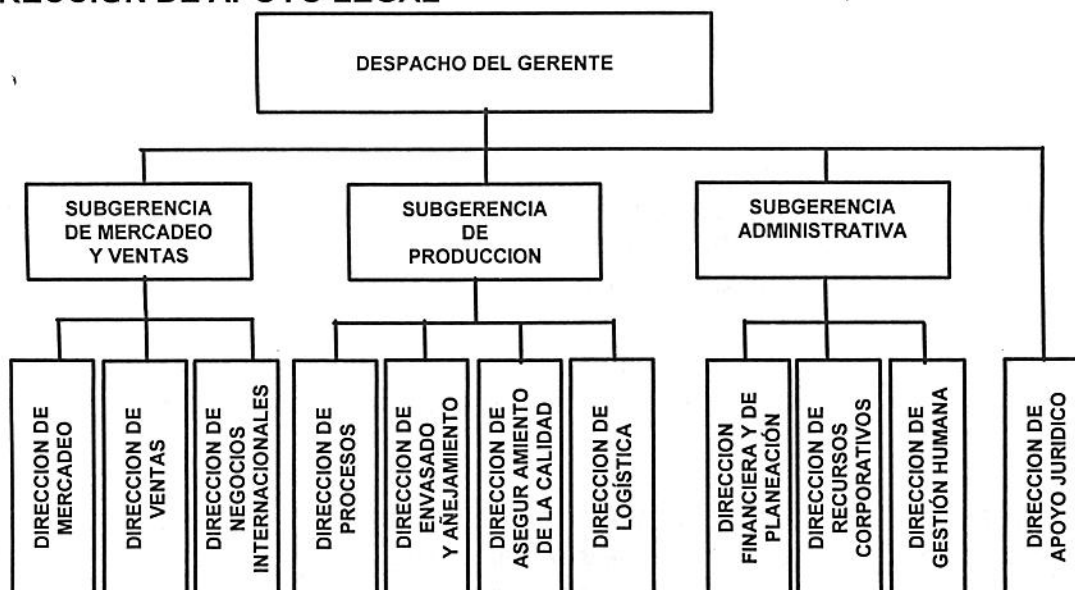 DESPACHO DEL GERENTE
SUBGERENCIA
DE MERCADEO
Y VENTAS
SUBGERENCIA
DE
PRODUCCION
SUBGERENCIA
ADMINISTRATIVA
DIRECCION DE
MERCADEO
DIRECCION DE
VENTAS
DIRECCION DE
NEGOCIOS
INTERNACIONALES
DIRECCION DE
PROCESOS
DIRECCION DE
ENVASADO
Y AÑEJAMIENTO
DIRECCION DE
ASEGUR AMIENTO
DE LA CALIDAD
DIRECCION DE
LOGÍSTICA
DIRECCION
FINANCIERA Y DE
PLANEACIÓN
DIRECCION DE
RECURSOS
CORPORATIVOS
DIRECCION DE
GESTIÓN HUMANA
DIRECCION DE
APOYO JURIDICO